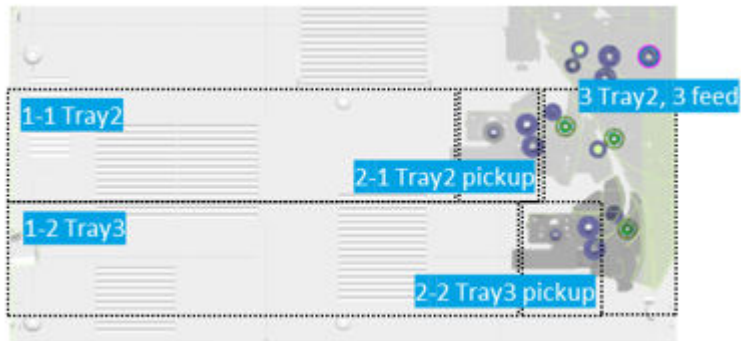 3 Tray2, 3 feed
1-1 Tray2
2-1 Tray2 pickup
1-2 Tray3
2-2 Tray3 pickup